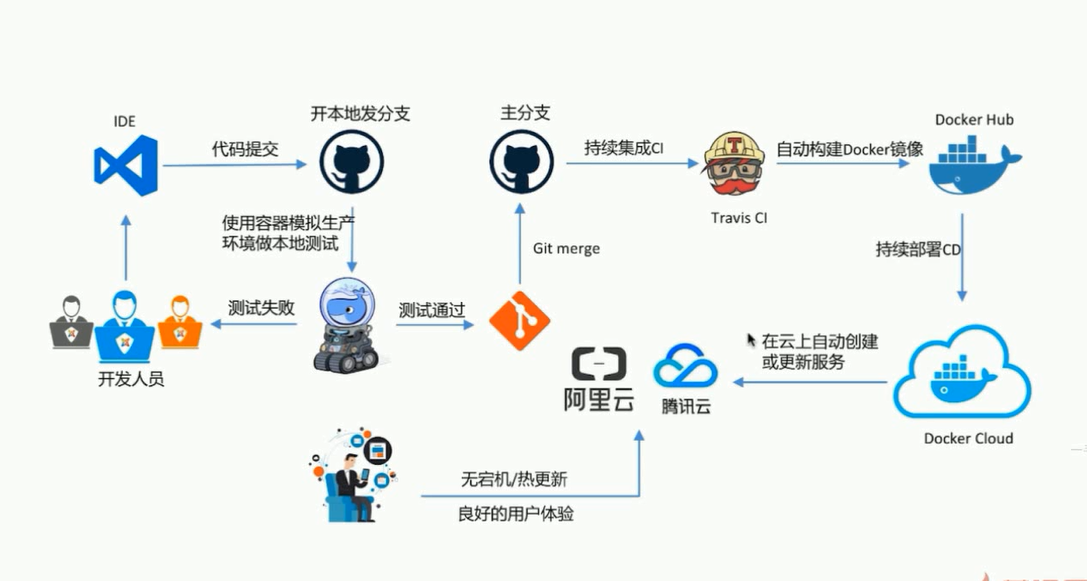 IDE
代码提交
开本地发分支
主分支
持续集成CI
Travis CI
自动构建Docker镜像
Docker Hub
使用容器模拟生产
环境做本地测试
Git merge
持续部署CD
测试失败
测试通过
开发人员
在云上自动创建
或更新服务
阿里云
腾讯云
Docker Cloud
无宕机/热更新
良好的用户体验